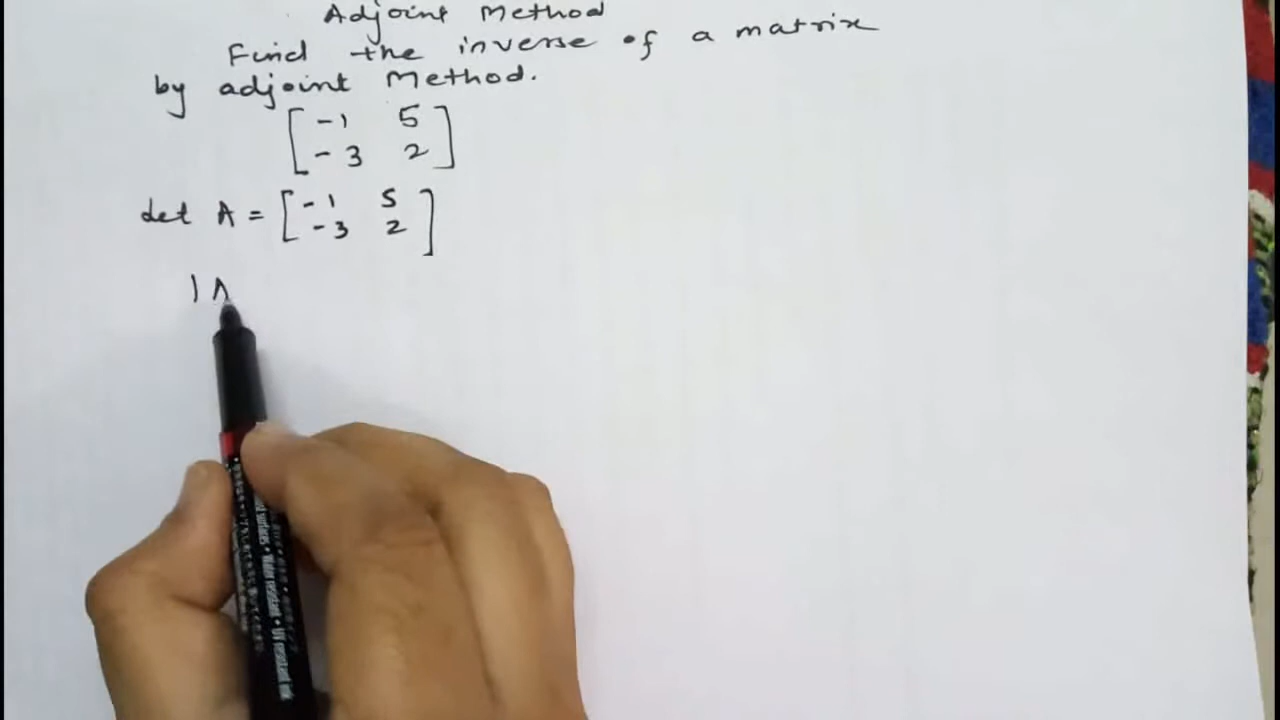 Adjoint Method
Find the inverse of a matrix
by adjoint Method.
[ -1 5
-3 2 ]
det A = [ -1 5
-3 2 ]
| A